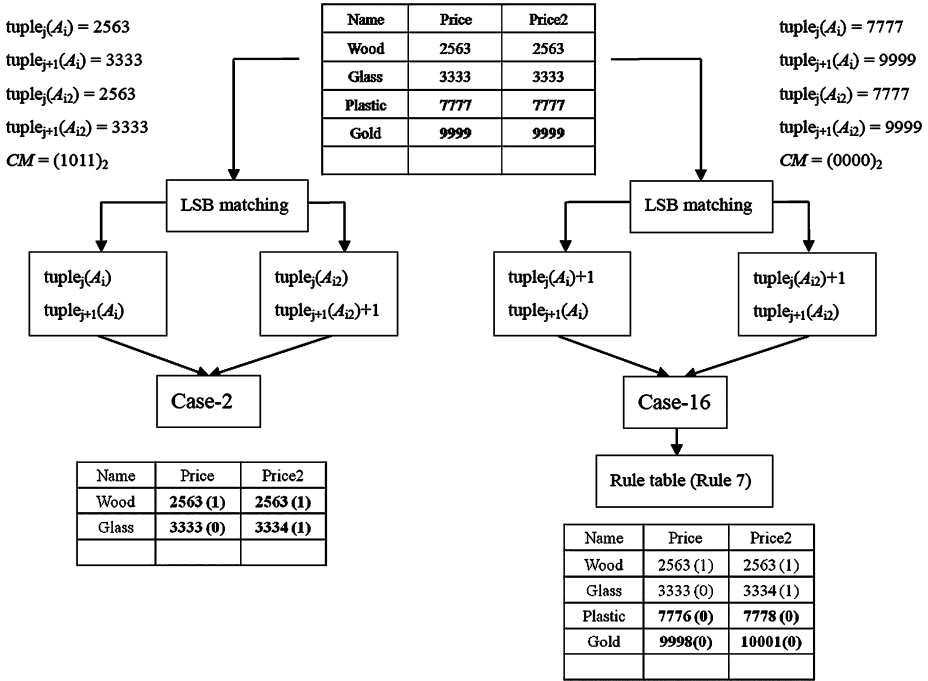 tuplej(Ai) = 2563
tuplej+1(Ai) = 3333
tuplej(Ai2) = 2563
tuplej+1(Ai2) = 3333
CM = (1011)2
Name Price Price2
Wood 2563 2563
Glass 3333 3333
Plastic 7777 7777
Gold 9999 9999
tuplej(Ai) = 7777
tuplej+1(Ai) = 9999
tuplej(Ai2) = 7777
tuplej+1(Ai2) = 9999
CM = (0000)2
LSB matching
tuplej(Ai)
tuplej+1(Ai)
tuplej(Ai2)
tuplej+1(Ai2)+1
Case-2
Name Price Price2
Wood 2563 (1) 2563 (1)
Glass 3333 (0) 3334 (1)
LSB matching
tuplej(Ai)+1
tuplej+1(Ai)
tuplej(Ai2)+1
tuplej+1(Ai2)
Case-16
Rule table (Rule 7)
Name Price Price2
Wood 2563 (1) 2563 (1)
Glass 3333 (0) 3334 (1)
Plastic 7776 (0) 7778 (0)
Gold 9998(0) 10001(0)